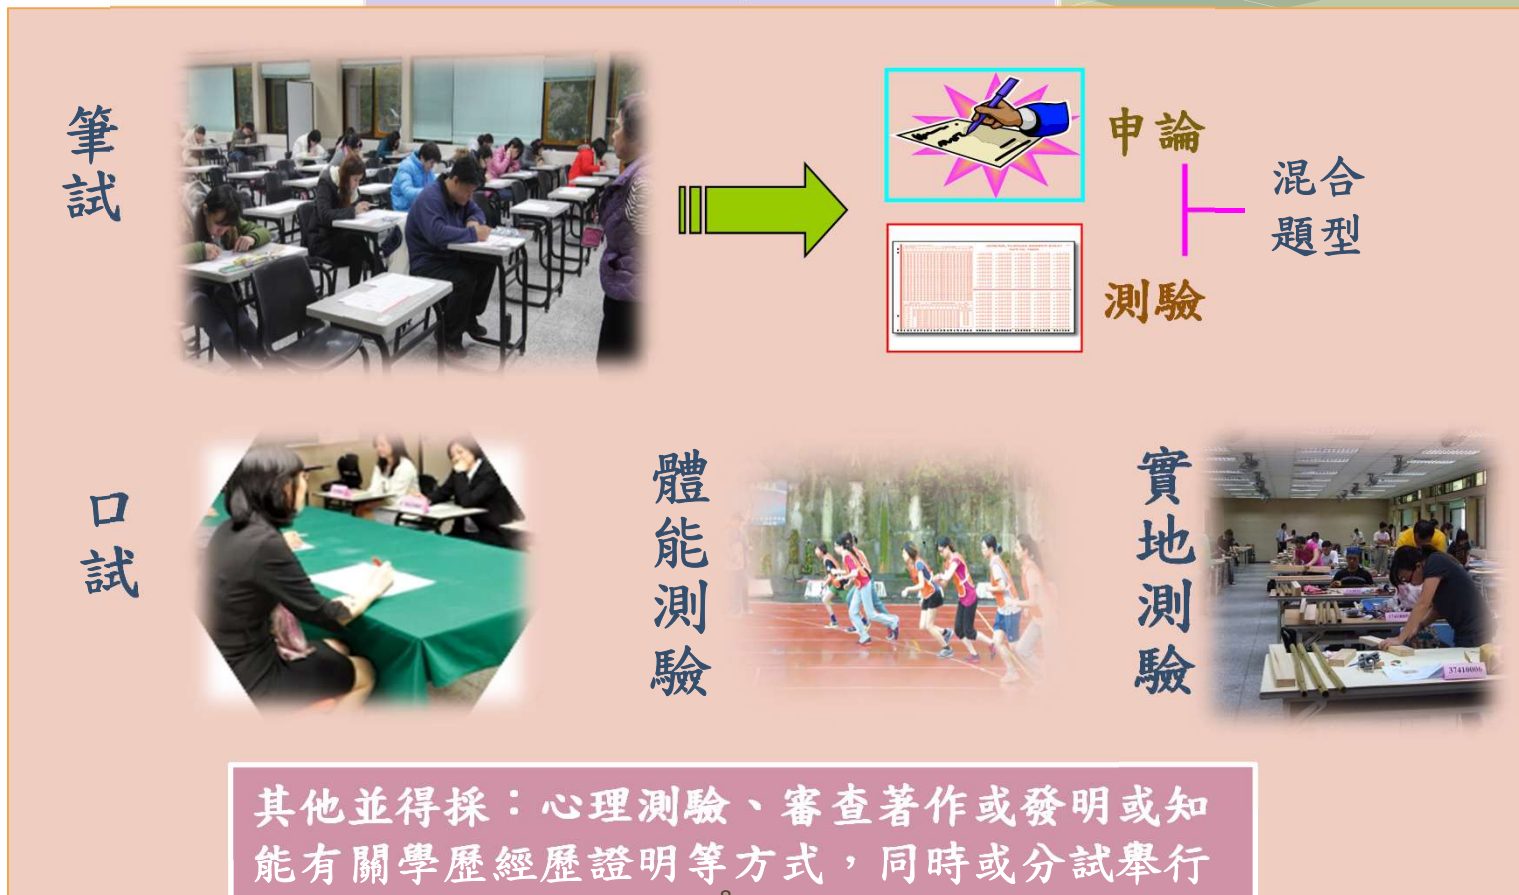 筆試
申論
混合
題型
測驗
口試
體能測驗
實地測驗
37410006
其他並得採：心理測驗、審查著作或發明或知
能有關學歷經歷證明等方式，同時或分試舉行